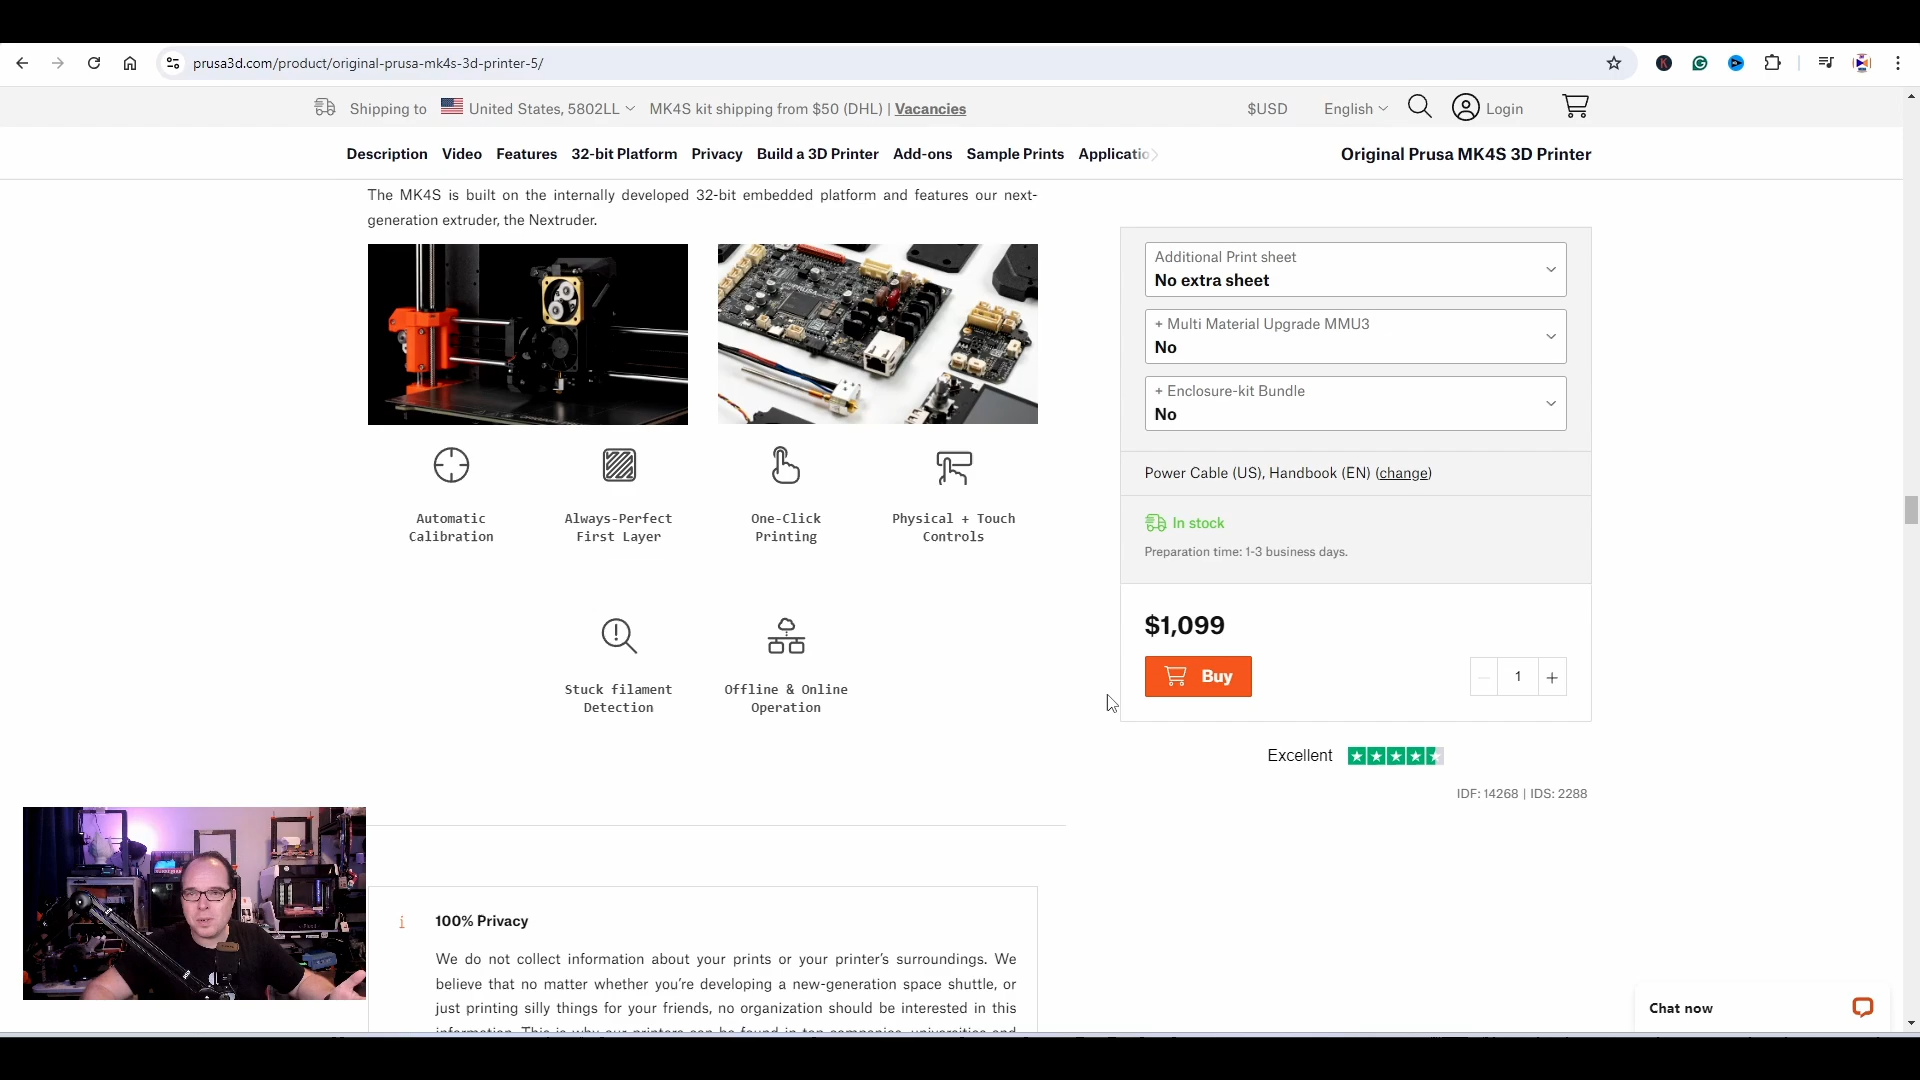 prusa3d.com/product/original-prusa-mk4s-3d-printer-5/
Shipping to United States, 5802LL MK4S kit shipping from $50 (DHL) | Vacancies
$USD English Login
Description Video Features 32-bit Platform Privacy Build a 3D Printer Add-ons Sample Prints Applicatio
Original Prusa MK4S 3D Printer
The MK4S is built on the internally developed 32-bit embedded platform and features our next-
generation extruder, the Nextruder.
Automatic
Calibration
Always-Perfect
First Layer
One-Click
Printing
Physical + Touch
Controls
Stuck filament
Detection
Offline & Online
Operation
Additional Print sheet
No extra sheet
+ Multi Material Upgrade MMU3
No
+ Enclosure-kit Bundle
No
Power Cable (US), Handbook (EN) (change)
In stock
Preparation time: 1-3 business days.
$1,099
Buy
1
Excellent
IDF: 14268 | IDS: 2288
100% Privacy
We do not collect information about your prints or your printer's surroundings. We
believe that no matter whether you're developing a new-generation space shuttle, or
just printing silly things for your friends, no organization should be interested in this
Chat now